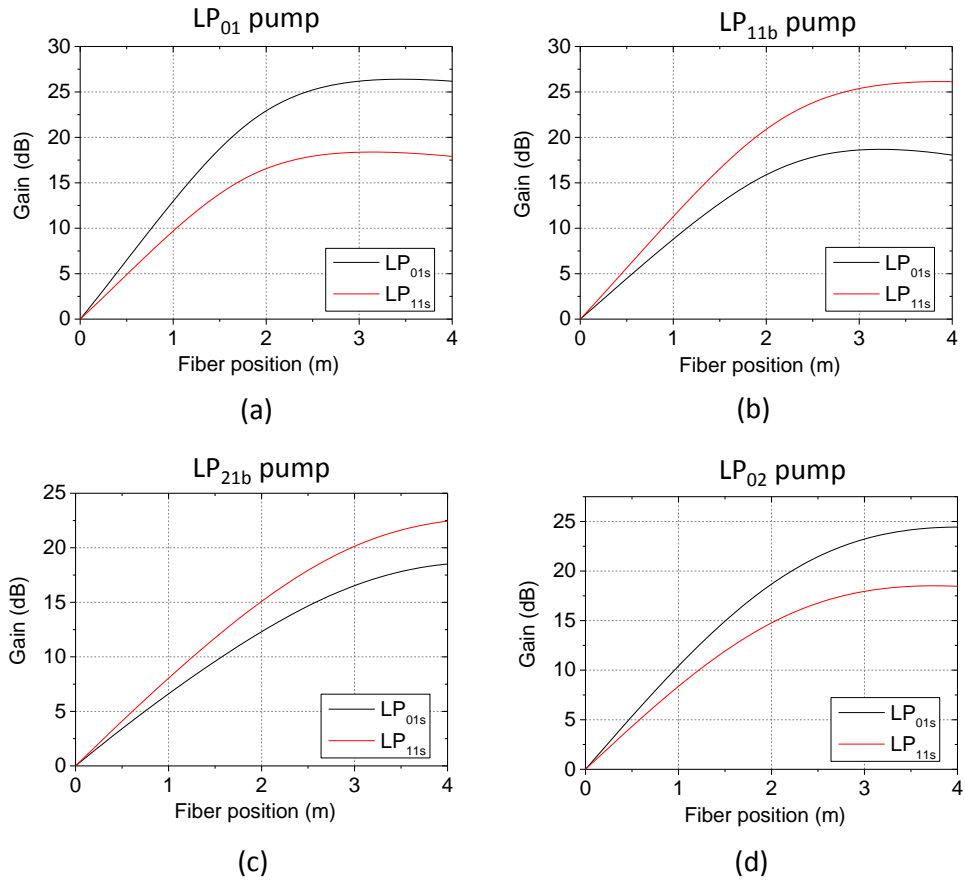 LP01 pump
30
25
20
15
10
5
0
Gain (dB)
LP01s
LP11s
0 1 2 3 4
Fiber position (m)
(a)
LP11b pump
30
25
20
15
10
5
0
Gain (dB)
LP01s
LP11s
0 1 2 3 4
Fiber position (m)
(b)
LP21b pump
25
20
15
10
5
0
Gain (dB)
LP01s
LP11s
0 1 2 3 4
Fiber position (m)
(c)
LP02 pump
25
20
15
10
5
0
Gain (dB)
LP01s
LP11s
0 1 2 3 4
Fiber position (m)
(d)